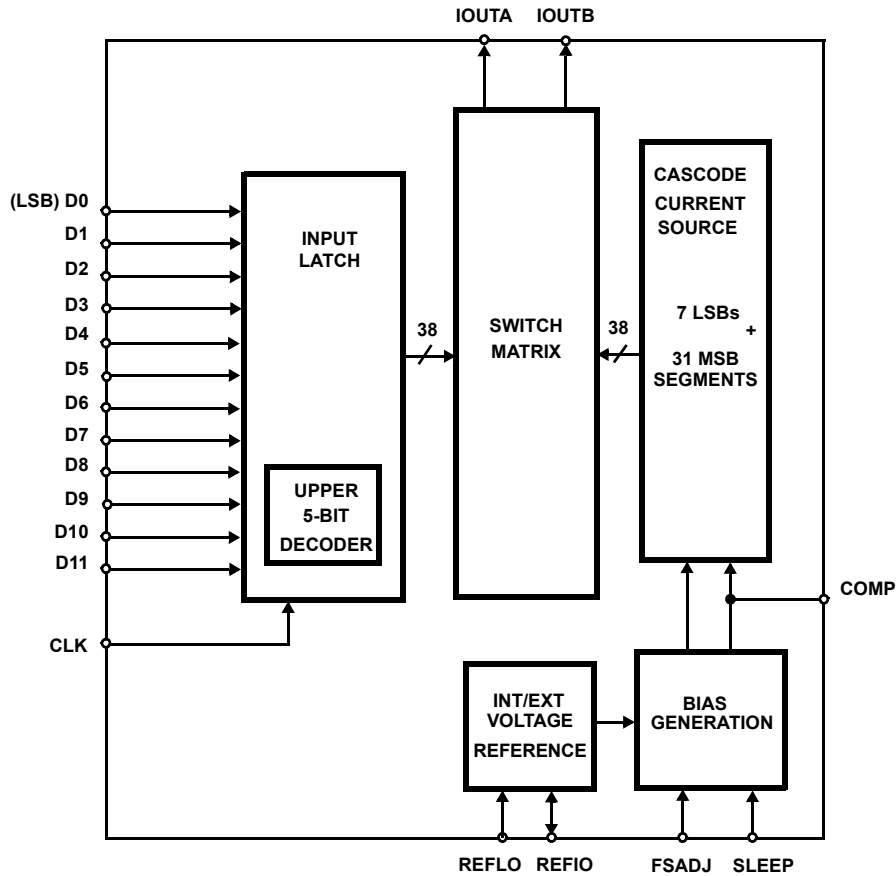 IOUTA IOUTB
(LSB) D0
D1
D2
D3
D4
D5
D6
D7
D8
D9
D10
D11
CLK
INPUT
LATCH
UPPER
5-BIT
DECODER
38
SWITCH
MATRIX
38
CASCODE
CURRENT
SOURCE
7 LSBs
+
31 MSB
SEGMENTS
COMP
INT/EXT
VOLTAGE
REFERENCE
BIAS
GENERATION
REFLO REFIO FSADJ SLEEP